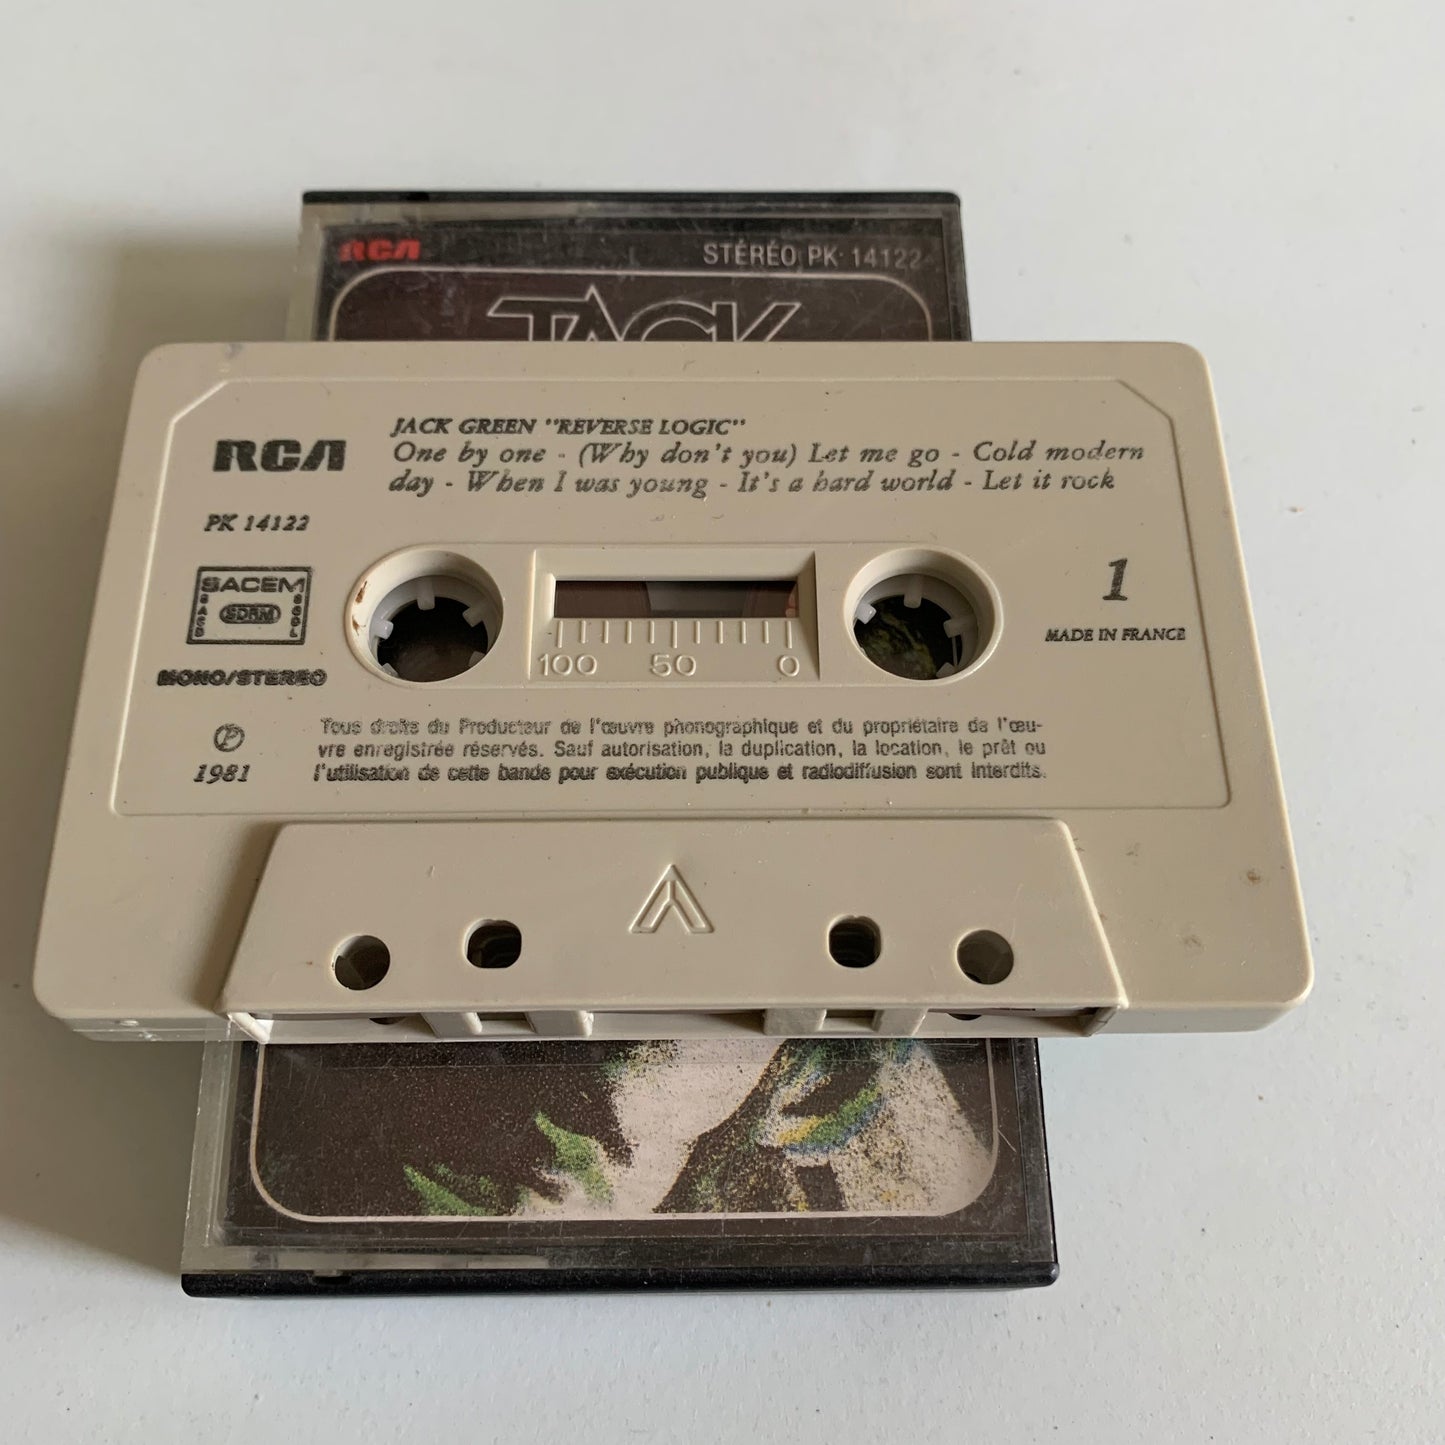 RCA
STÉRÉO PK 14122
JACK
RCA
JACK GREEN "REVERSE LOGIC"
One by one - (Why don't you) Let me go - Cold modern
day - When I was young - It's a hard world - Let it rock
PK 14122
SACEM
SACD
SDRM
SGDL
MONO/STEREO
100 50 0
1
MADE IN FRANCE
℗
1981
Tous droits du Producteur de l'œuvre phonographique et du propriétaire de l'œu-
vre enregistrée réservés. Sauf autorisation, la duplication, la location, le prêt ou
l'utilisation de cette bande pour exécution publique et radiodiffusion sont interdits.